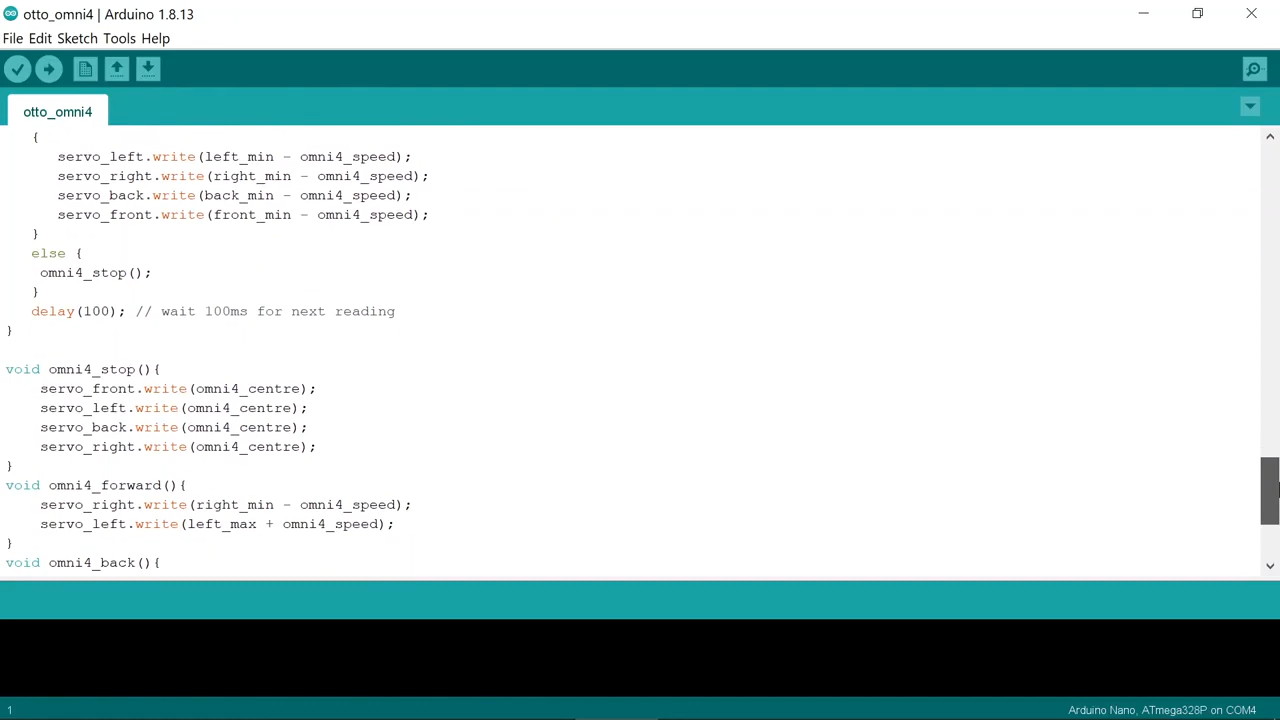 otto_omni4 | Arduino 1.8.13
File Edit Sketch Tools Help
otto_omni4
{
servo_left.write(left_min - omni4_speed);
servo_right.write(right_min - omni4_speed);
servo_back.write(back_min - omni4_speed);
servo_front.write(front_min - omni4_speed);
}
else {
omni4_stop();
}
delay(100); // wait 100ms for next reading
}
void omni4_stop(){
servo_front.write(omni4_centre);
servo_left.write(omni4_centre);
servo_back.write(omni4_centre);
servo_right.write(omni4_centre);
}
void omni4_forward(){
servo_right.write(right_min - omni4_speed);
servo_left.write(left_max + omni4_speed);
}
void omni4_back(){
1
Arduino Nano, ATmega328P on COM4